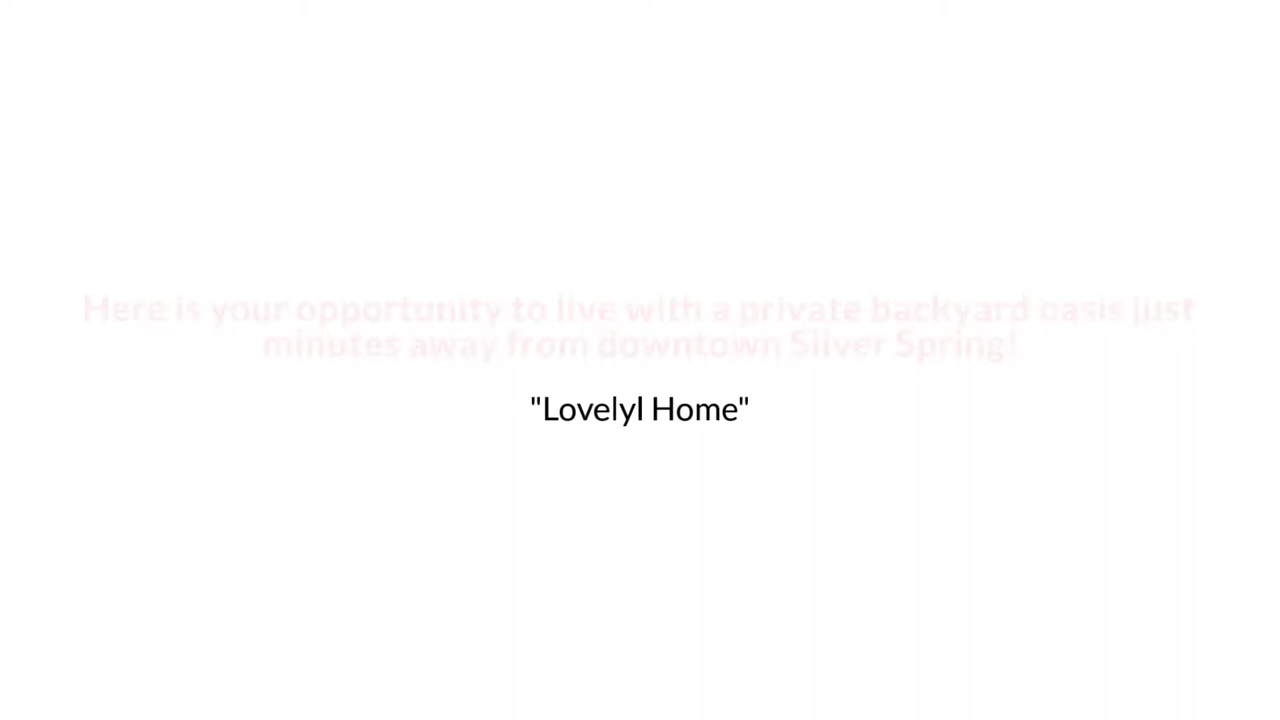 Here is your opportunity to live with a private backyard oasis just
minutes away from downtown Silver Spring!
"Lovelyl Home"